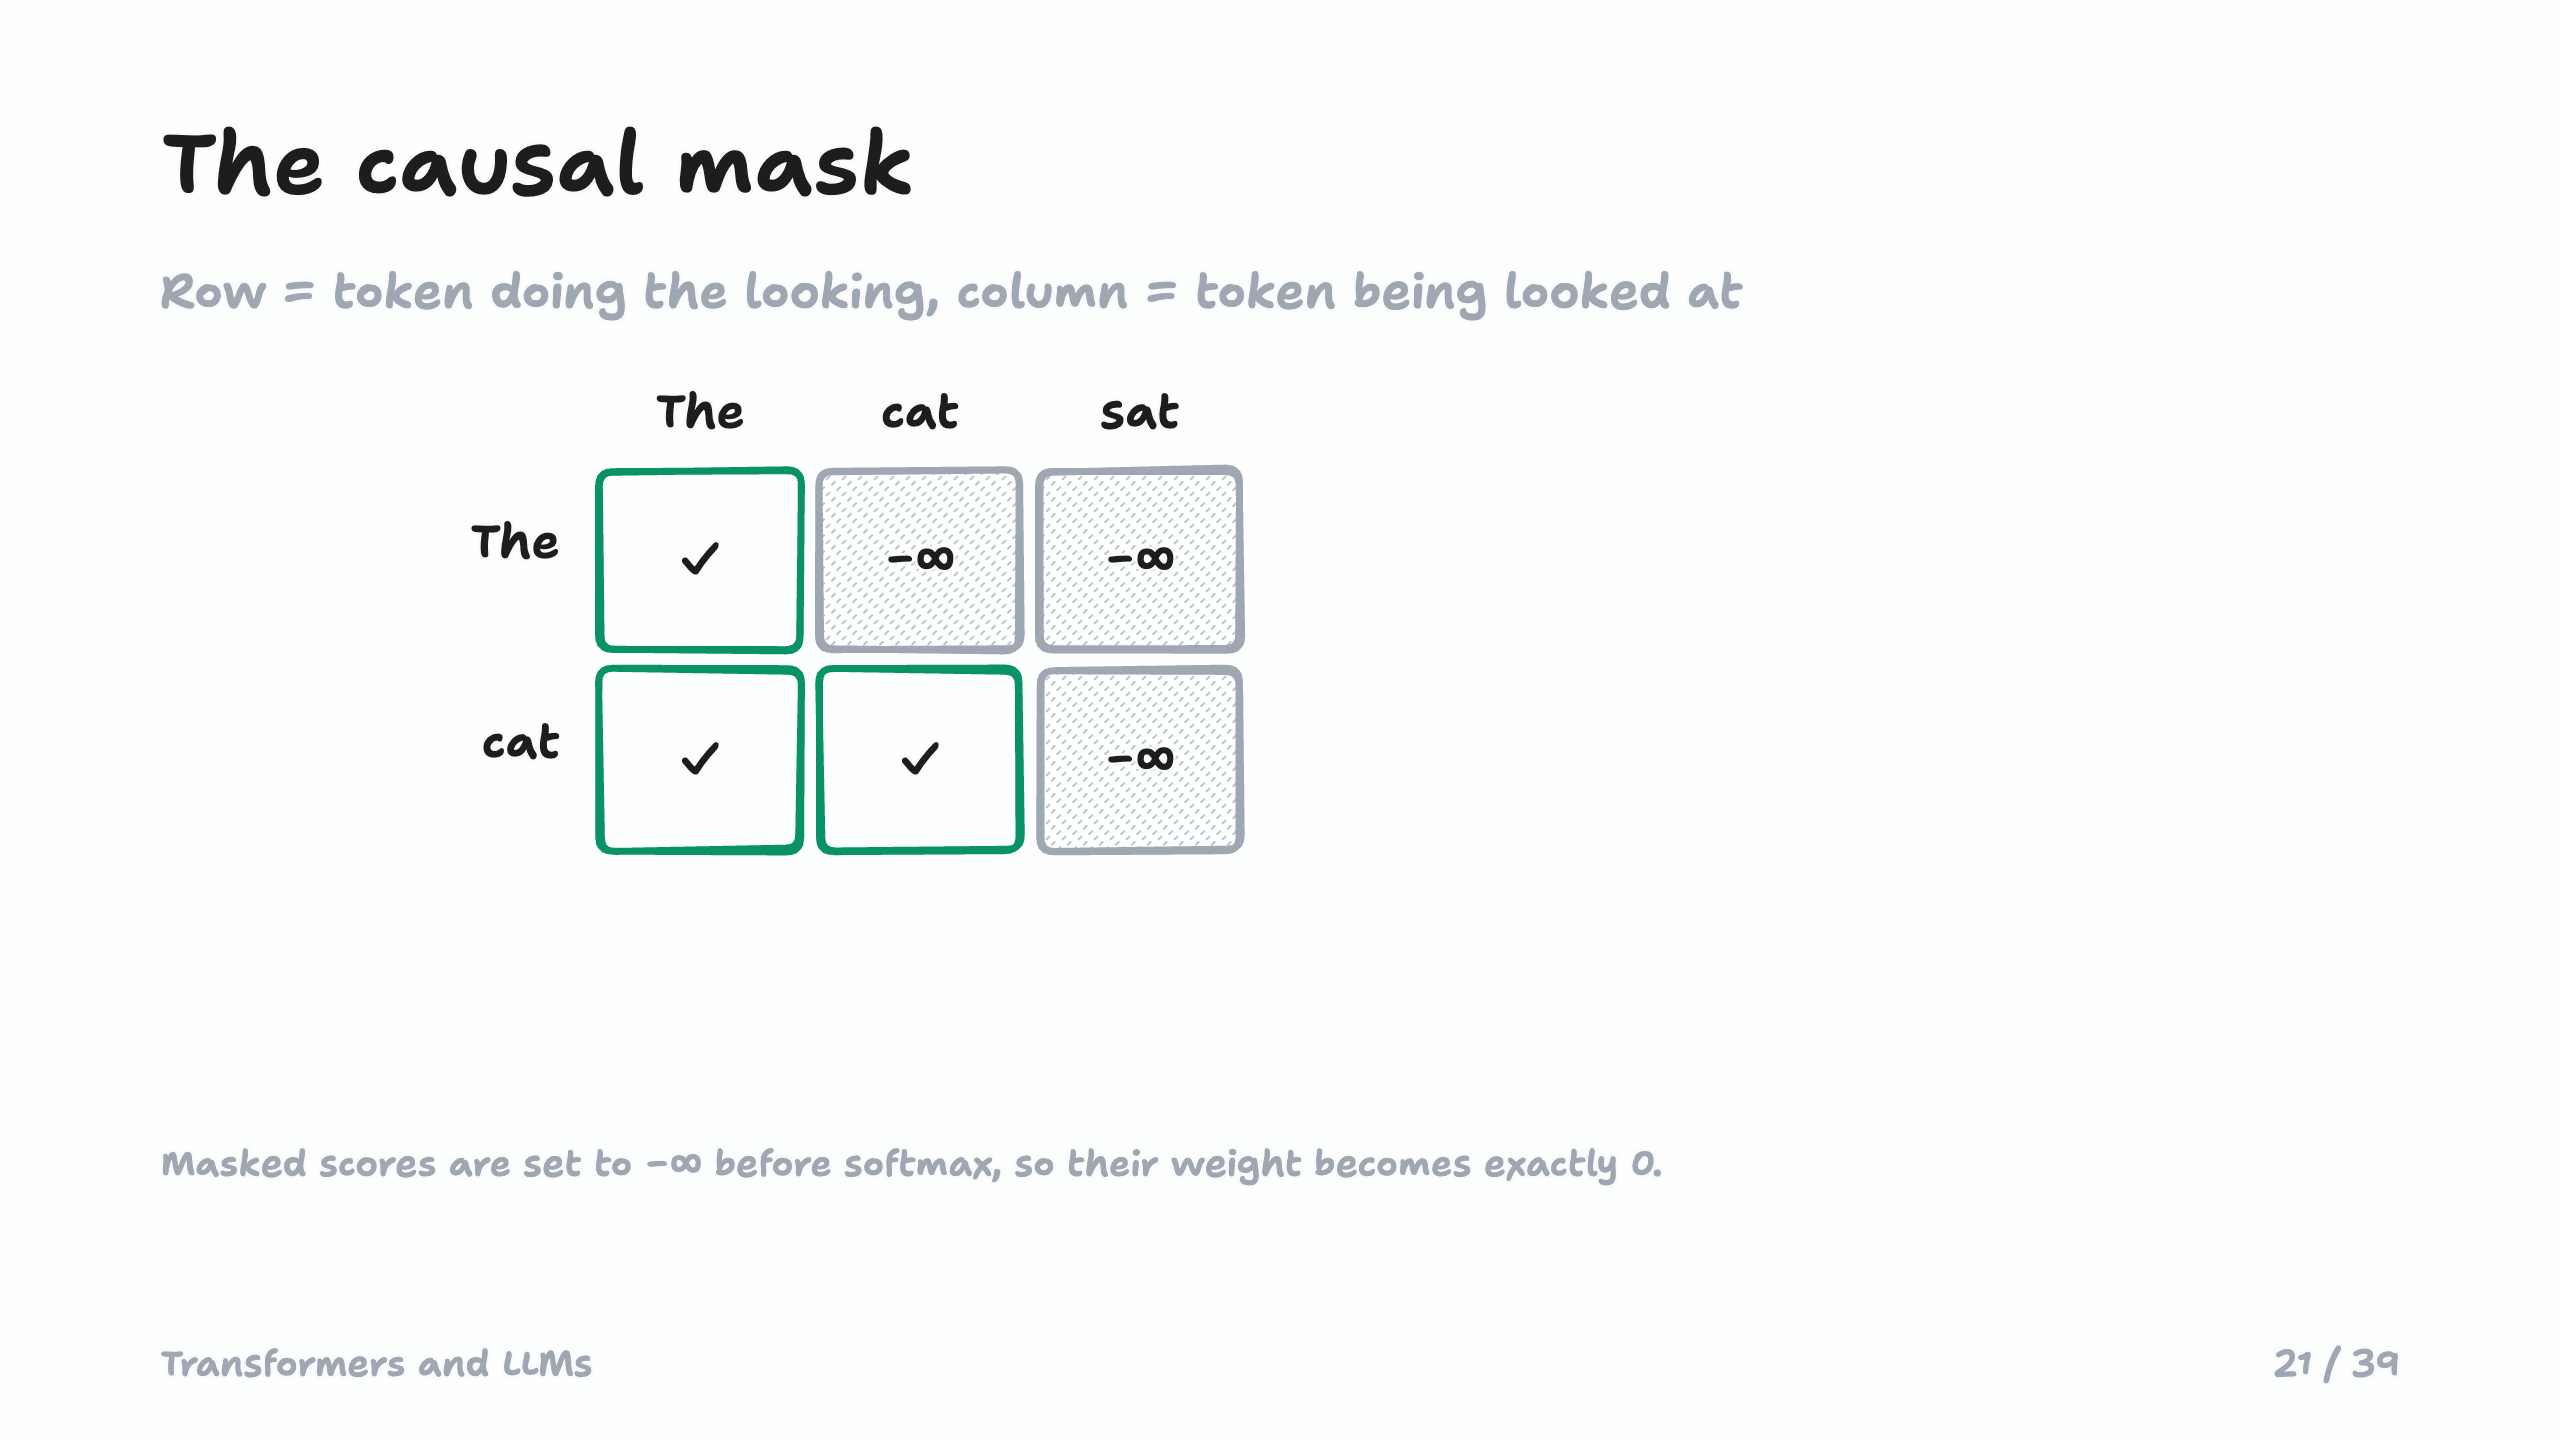 The causal mask
Row = token doing the looking, column = token being looked at
The cat sat
The ✓ -∞ -∞
cat ✓ ✓ -∞
Masked scores are set to -∞ before softmax, so their weight becomes exactly 0.
Transformers and LLMs
21 / 39